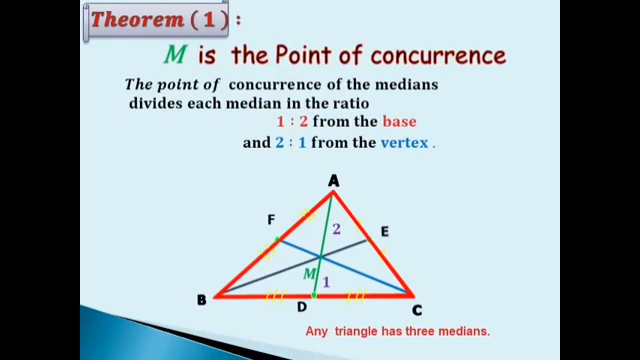 Theorem ( 1 ) :
M is the Point of concurrence
The point of concurrence of the medians
divides each median in the ratio
1 : 2 from the base
and 2 : 1 from the vertex .
A
F
2
E
M
1
B
D
C
Any triangle has three medians.